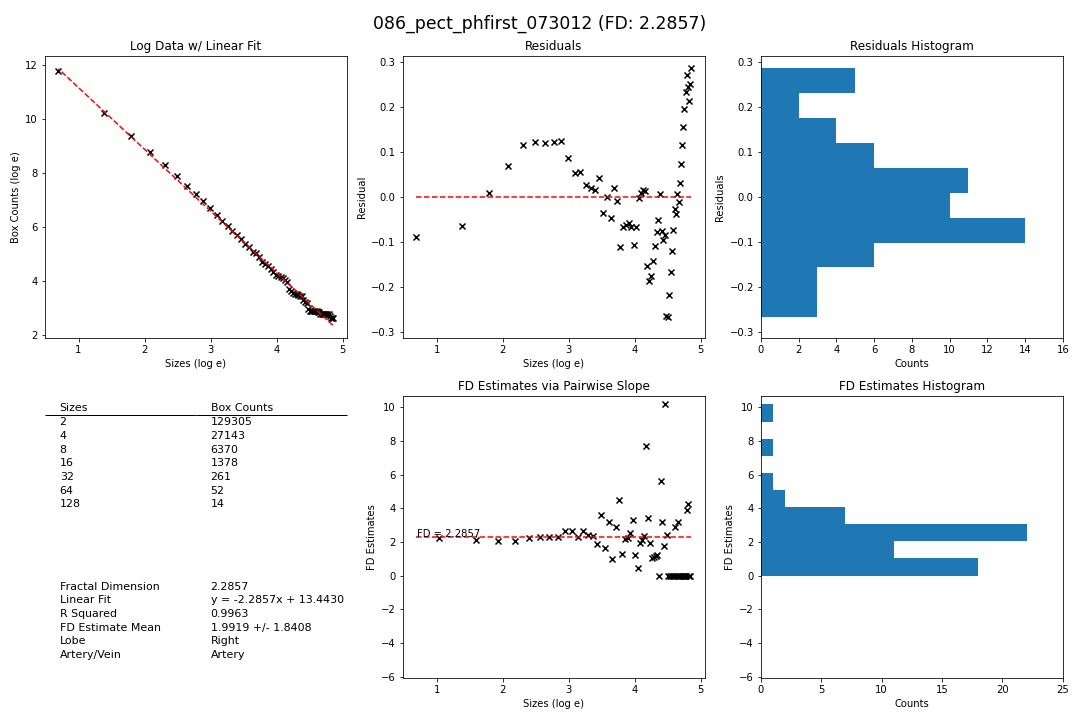 086_pect_phfirst_073012 (FD: 2.2857)
Log Data w/ Linear Fit
12
10
8
6
4
2
Box Counts (log e)
1 2 3 4 5
Sizes (log e)
Residuals
0.3
0.2
0.1
0.0
−0.1
−0.2
−0.3
Residual
1 2 3 4 5
Sizes (log e)
Residuals Histogram
0.3
0.2
0.1
0.0
−0.1
−0.2
−0.3
Residuals
0 2 4 6 8 10 12 14 16
Counts
Sizes Box Counts
2 129305
4 27143
8 6370
16 1378
32 261
64 52
128 14
Fractal Dimension 2.2857
Linear Fit y = -2.2857x + 13.4430
R Squared 0.9963
FD Estimate Mean 1.9919 +/- 1.8408
Lobe Right
Artery/Vein Artery
FD Estimates via Pairwise Slope
10
8
6
4
2
0
−2
−4
−6
FD Estimates
FD = 2.2857
1 2 3 4 5
Sizes (log e)
FD Estimates Histogram
10
8
6
4
2
0
−2
−4
−6
FD Estimates
0 5 10 15 20 25
Counts